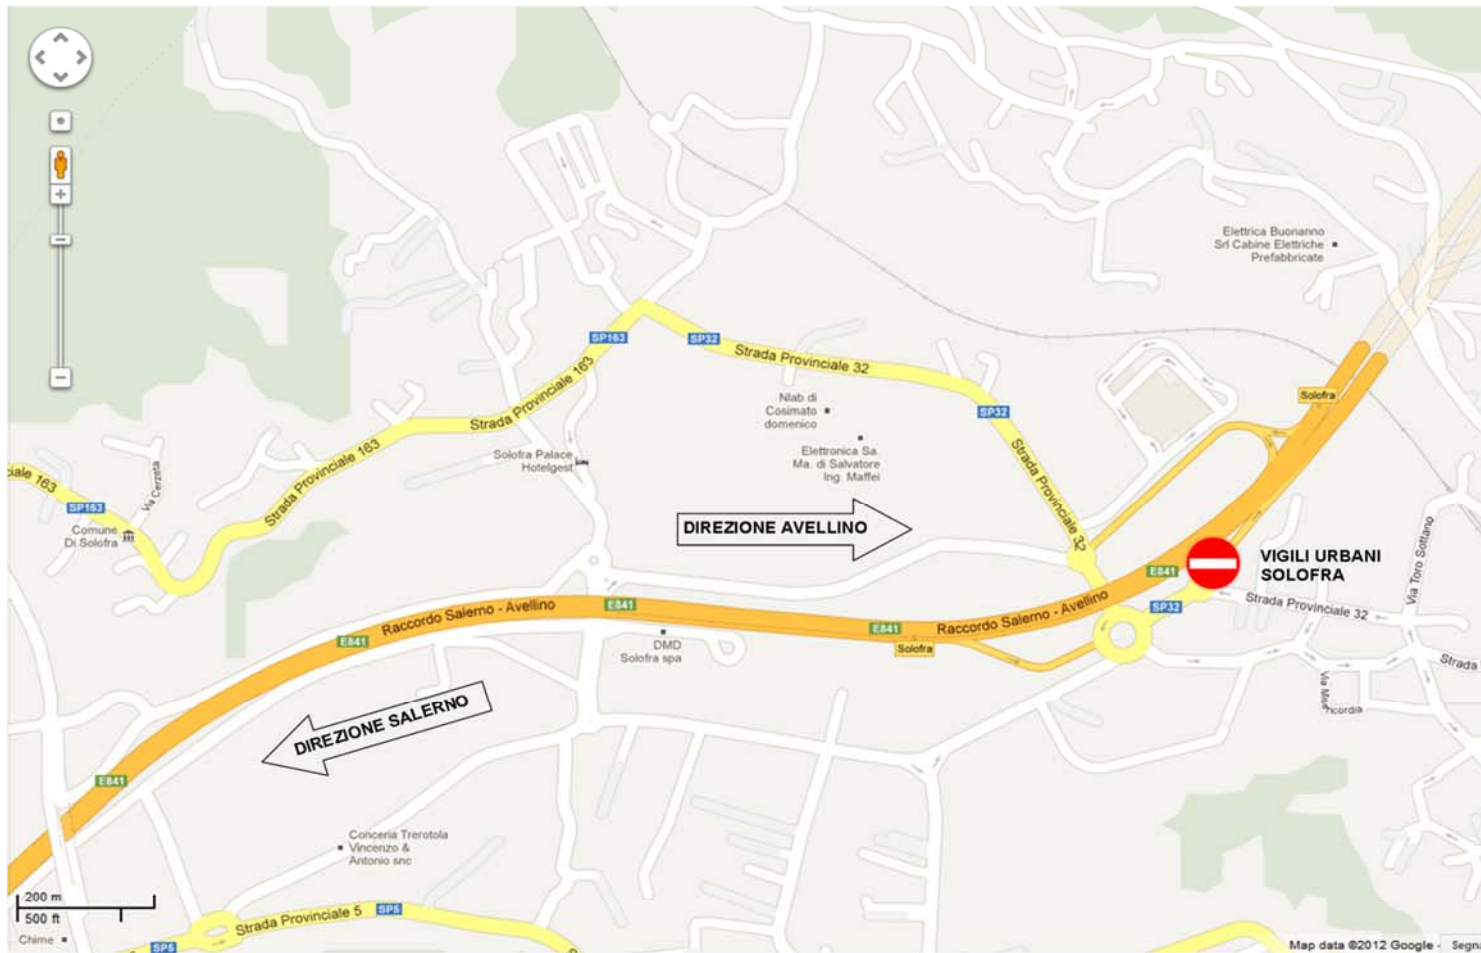 Elettrica Buonanno
Srl Cabine Elettriche
Prefabbricate
SP163
SP32
Strada Provinciale 32
Strada Provinciale 163
Solofra
Nlab di
Cosimato
domenico
SP32
Strada Provinciale 163
Solofra Palace
Hotelgest
Elettronica Sa.
Ma. di Salvatore
Ing. Maffei
Strada Provinciale 32
ciale 163
Via Cerzeta
SP163
Comune
Di Solofra
DIREZIONE AVELLINO
VIGILI URBANI
SOLOFRA
Via Toro Sottano
E841
Raccordo Salerno - Avellino
E841
E841
SP32
Strada Provinciale 32
E841
Raccordo Salerno - Avellino
DMD
Solofra spa
Solofra
Strada
DIREZIONE SALERNO
E841
Conceria Trerotola
Vincenzo &
Antonio snc
200 m
500 ft
Strada Provinciale 5
SP5
Chime
SP5
Map data ©2012 Google - Segna